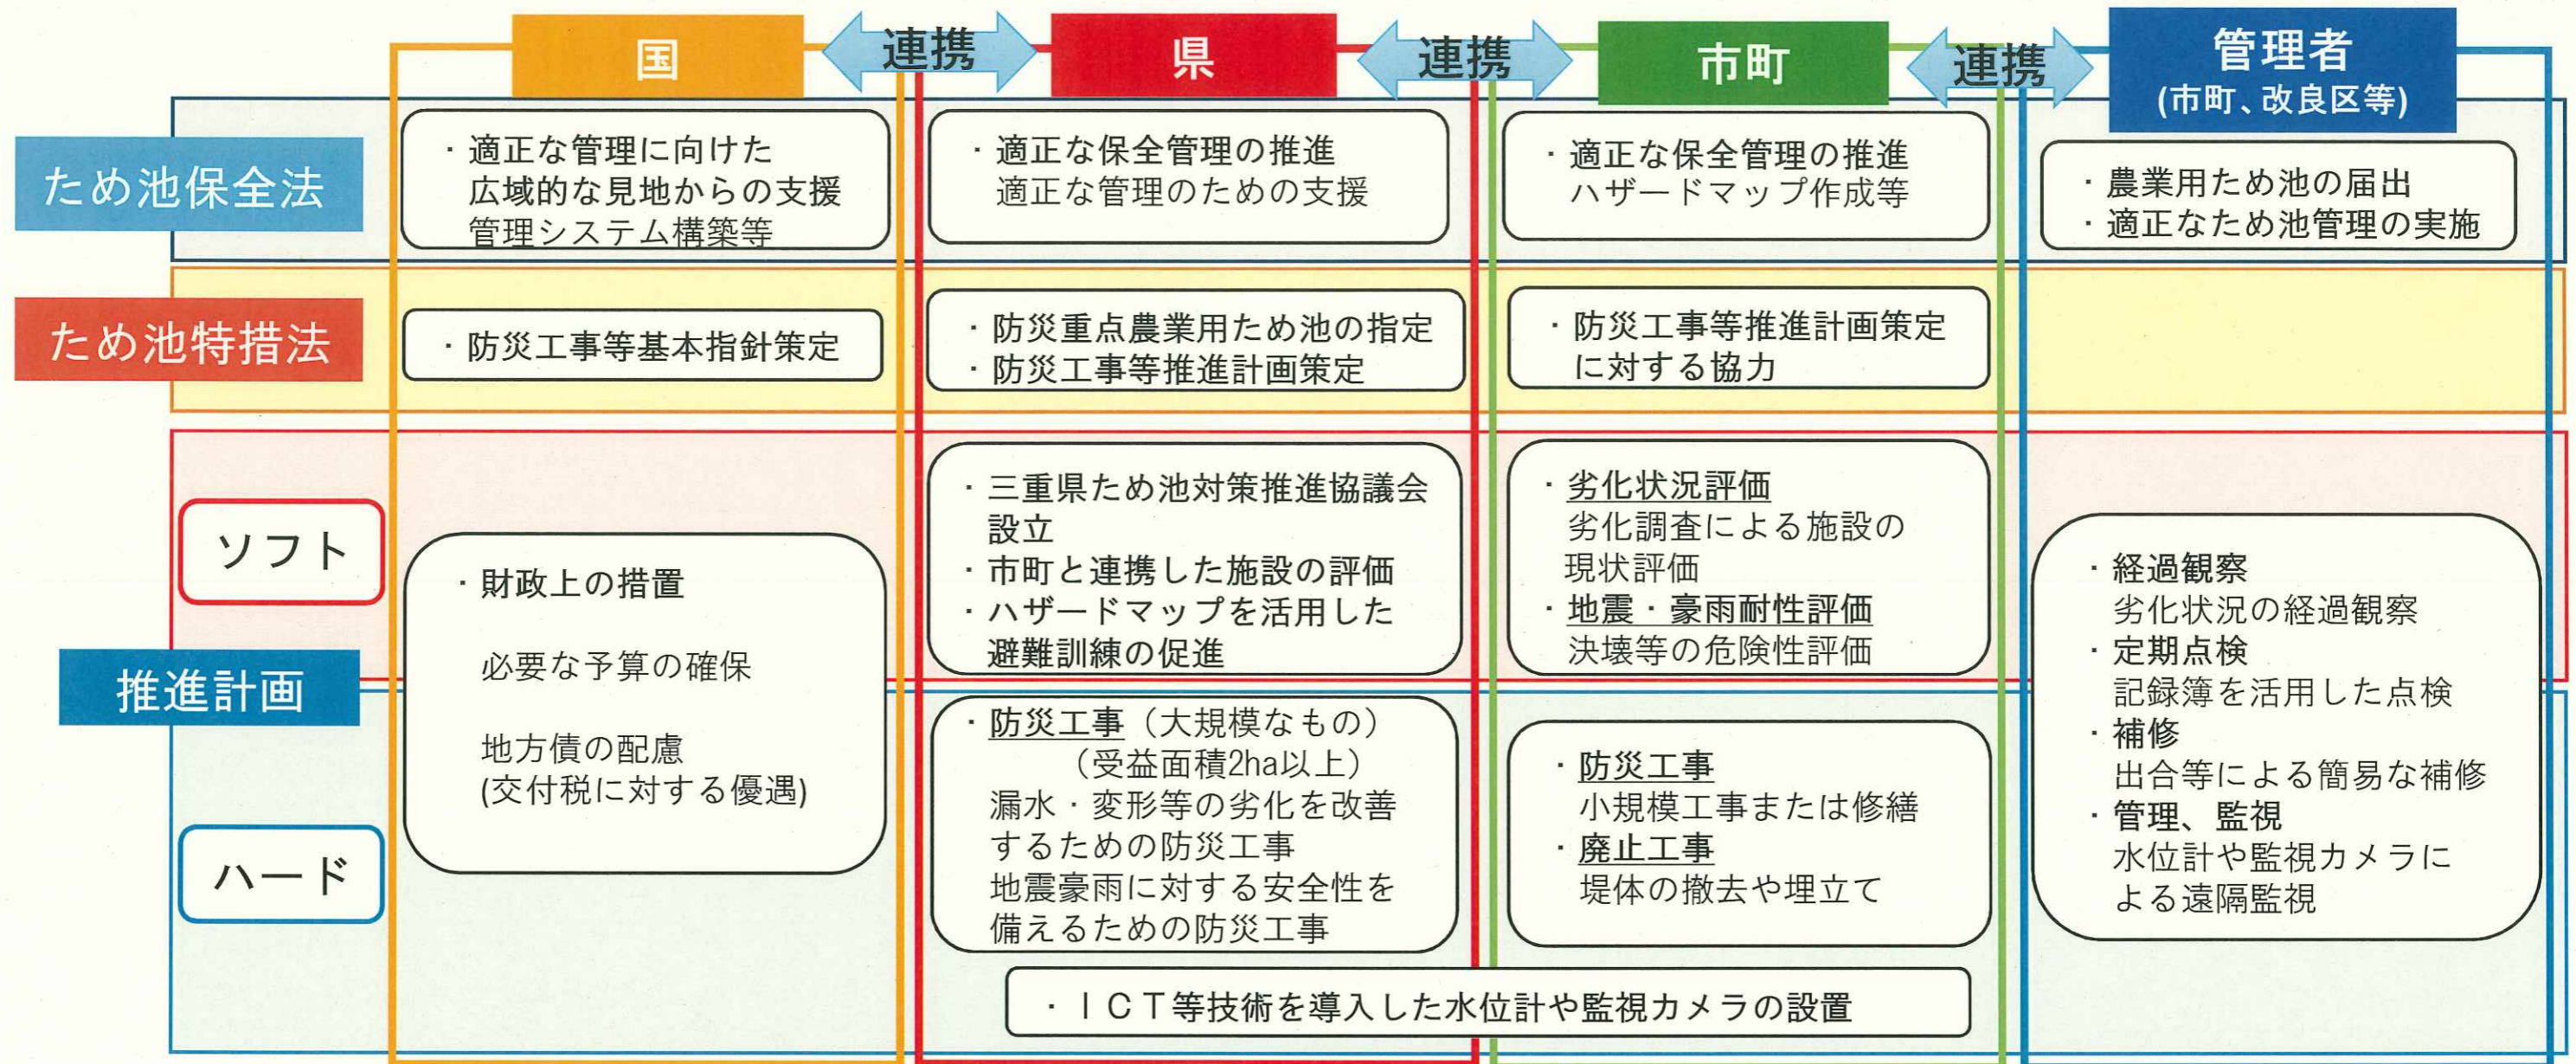 国
連携
県
連携
市町
連携
管理者
(市町、改良区等)
ため池保全法
・適正な管理に向けた
広域的な見地からの支援
管理システム構築等
・適正な保全管理の推進
適正な管理のための支援
・適正な保全管理の推進
ハザードマップ作成等
・農業用ため池の届出
・適正なため池管理の実施
ため池特措法
・防災工事等基本指針策定
・防災重点農業用ため池の指定
・防災工事等推進計画策定
・防災工事等推進計画策定
に対する協力
推進計画
ソフト
ハード
・財政上の措置
必要な予算の確保
地方債の配慮
(交付税に対する優遇)
・三重県ため池対策推進協議会
設立
・市町と連携した施設の評価
・ハザードマップを活用した
避難訓練の促進
・劣化状況評価
劣化調査による施設の
現状評価
・地震・豪雨耐性評価
決壊等の危険性評価
・経過観察
劣化状況の経過観察
・定期点検
記録簿を活用した点検
・補修
出合等による簡易な補修
・管理、監視
水位計や監視カメラに
よる遠隔監視
・防災工事（大規模なもの）
（受益面積2ha以上）
漏水・変形等の劣化を改善
するための防災工事
地震豪雨に対する安全性を
備えるための防災工事
・防災工事
小規模工事または修繕
・廃止工事
堤体の撤去や埋立て
・ＩＣＴ等技術を導入した水位計や監視カメラの設置